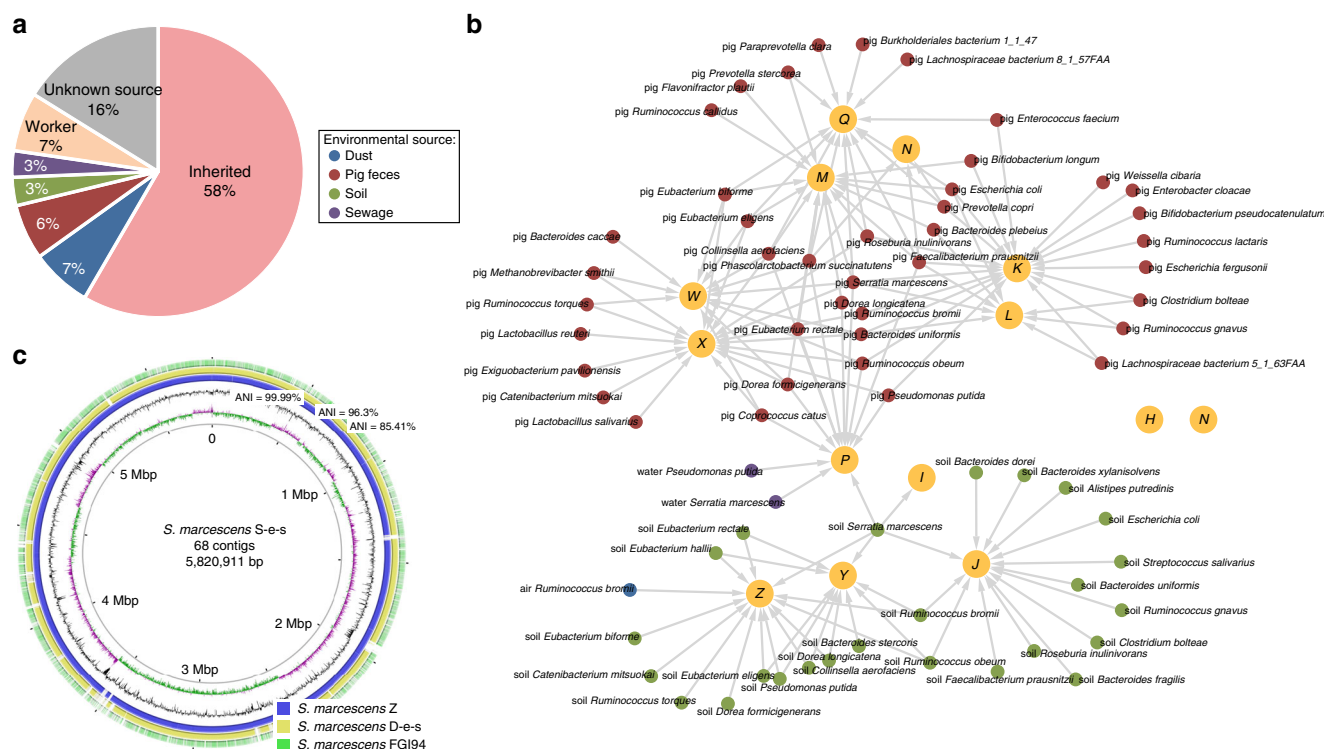 a
Unknown source
16%
Worker
7%
3%
3%
6%
7%
Inherited
58%
Environmental source:
Dust
Pig feces
Soil
Sewage
b
pig Paraprevotella clara
pig Burkholderiales bacterium 1_1_47
pig Lachnospiraceae bacterium 8_1_57FAA
pig Prevotella stercorea
pig Flavonifractor plautii
pig Ruminococcus callidus
Q
pig Enterococcus faecium
N
pig Bifidobacterium longum
M
pig Weissella cibaria
pig Eubacterium biforme
pig Escherichia coli
pig Enterobacter cloacae
pig Prevotella copri
pig Bifidobacterium pseudocatenulatum
pig Eubacterium eligens
pig Bacteroides plebeius
pig Bacteroides caccae
pig Roseburia inulinivorans
pig Ruminococcus lactaris
pig Collinsella aerofaciens
pig Faecalibacterium prausnitzii
pig Phascolarctobacterium succinatutens
K
pig Escherichia fergusonii
pig Methanobrevibacter smithii
pig Serratia marcescens
W
pig Ruminococcus torques
pig Dorea longicatena
pig Clostridium bolteae
pig Ruminococcus bromii
L
pig Lactobacillus reuteri
pig Eubacterium rectale
pig Bacteroides uniformis
pig Ruminococcus gnavus
X
pig Ruminococcus obeum
pig Lachnospiraceae bacterium 5_1_63FAA
pig Exiguobacterium pavilionensis
pig Dorea formicigenerans
pig Catenibacterium mitsuokai
pig Pseudomonas putida
pig Lactobacillus salivarius
pig Coprococcus catus
H
N
P
I
water Pseudomonas putida
soil Bacteroides dorei
soil Bacteroides xylanisolvens
soil Alistipes putredinis
water Serratia marcescens
soil Escherichia coli
soil Eubacterium rectale
soil Serratia marcescens
soil Eubacterium hallii
J
soil Streptococcus salivarius
Y
air Ruminococcus bromii
Z
soil Bacteroides uniformis
soil Ruminococcus bromii
soil Ruminococcus gnavus
soil Eubacterium biforme
soil Bacteroides sterconis
soil Clostridium bolteae
soil Dorea longicatena
soil Roseburia inulinivorans
soil Ruminococcus obeum
soil Collinsella aerofaciens
soil Catenibacterium mitsuokai
soil Eubacterium eligens
soil Faecalibacterium prausnitzii
soil Bacteroides fragilis
soil Pseudomonas putida
soil Ruminococcus torques
soil Dorea formicigenerans
c
ANI = 99.99%
ANI = 96.3%
ANI = 85.41%
0
5 Mbp
1 Mbp
S. marcescens S-e-s
68 contigs
5,820,911 bp
4 Mbp
2 Mbp
3 Mbp
S. marcescens Z
S. marcescens D-e-s
S. marcescens FGI94